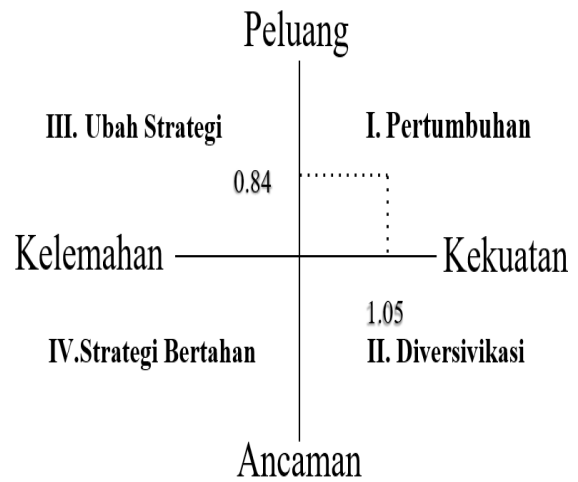 Peluang
III. Ubah Strategi
I. Pertumbuhan
0.84
Kelemahan
Kekuatan
1.05
IV.Strategi Bertahan
II. Diversivikasi
Ancaman